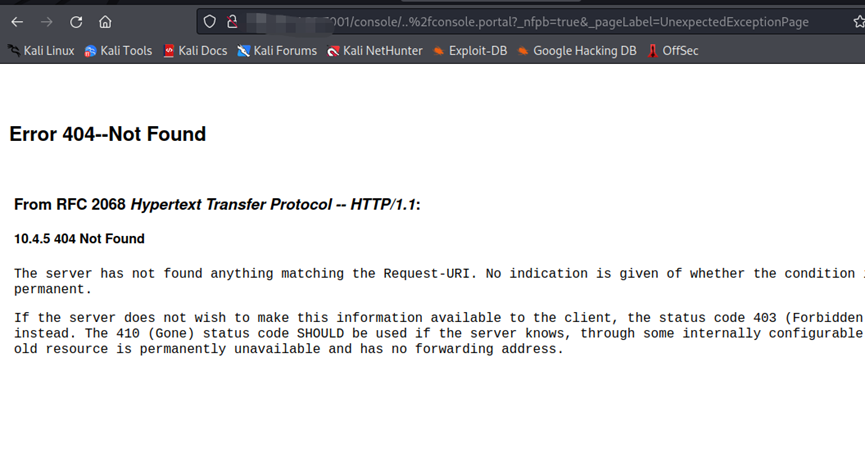 001/console/..%2fconsole.portal?_nfpb=true&_pageLabel=UnexpectedExceptionPage
Kali Linux Kali Tools Kali Docs Kali Forums Kali NetHunter Exploit-DB Google Hacking DB OffSec
Error 404--Not Found
From RFC 2068 Hypertext Transfer Protocol -- HTTP/1.1:
10.4.5 404 Not Found
The server has not found anything matching the Request-URI. No indication is given of whether the condition
permanent.
If the server does not wish to make this information available to the client, the status code 403 (Forbidden
instead. The 410 (Gone) status code SHOULD be used if the server knows, through some internally configurable
old resource is permanently unavailable and has no forwarding address.